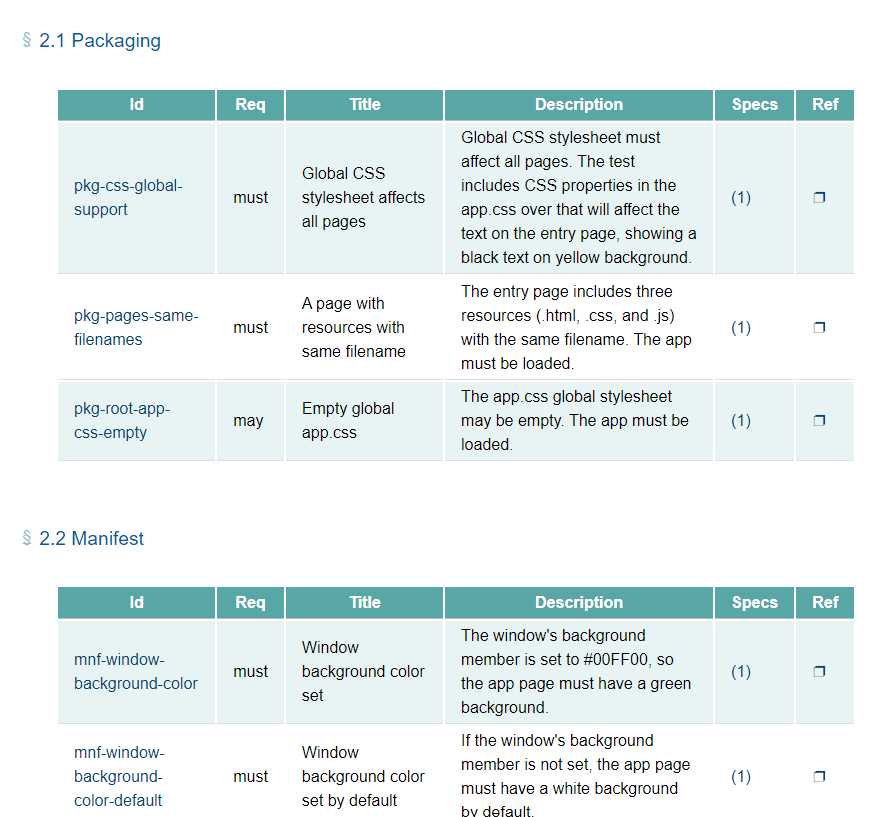 § 2.1 Packaging
Id Req Title Description Specs Ref
pkg-css-global-
support
must
Global CSS
stylesheet affects
all pages
Global CSS stylesheet must
affect all pages. The test
includes CSS properties in the
app.css over that will affect the
text on the entry page, showing a
black text on yellow background.
(1)
❐
pkg-pages-same-
filenames
must
A page with
resources with
same filename
The entry page includes three
resources (.html, .css, and .js)
with the same filename. The app
must be loaded.
(1)
❐
pkg-root-app-
css-empty
may
Empty global
app.css
The app.css global stylesheet
may be empty. The app must be
loaded.
(1)
❐
§ 2.2 Manifest
Id Req Title Description Specs Ref
mnf-window-
background-color
must
Window
background color
set
The window's background
member is set to #00FF00, so
the app page must have a green
background.
(1)
❐
mnf-window-
background-
color-default
must
Window
background color
set by default
If the window's background
member is not set, the app page
must have a white background
by default.
(1)
❐